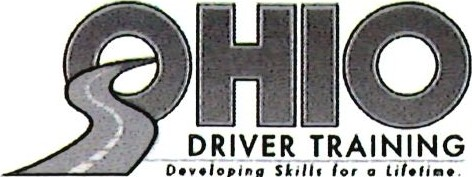 OHIO
DRIVER TRAINING
Developing Skills for a Lifetime.